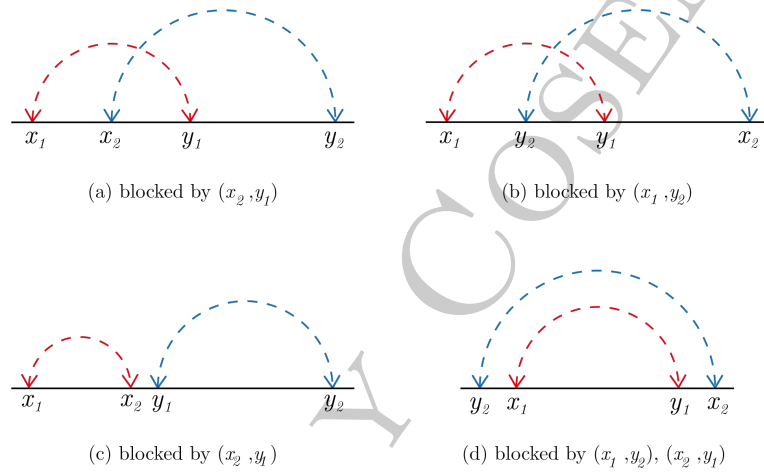 x₁ x₂ y₁ y₂
(a) blocked by (x₂ ,y₁)
x₁ y₂ y₁ x₂
(b) blocked by (x₁ ,y₂)
x₁ x₂ y₁ y₂
(c) blocked by (x₂ ,y₁)
y₂ x₁ y₁ x₂
(d) blocked by (x₁ ,y₂), (x₂ ,y₁)
Y COSE